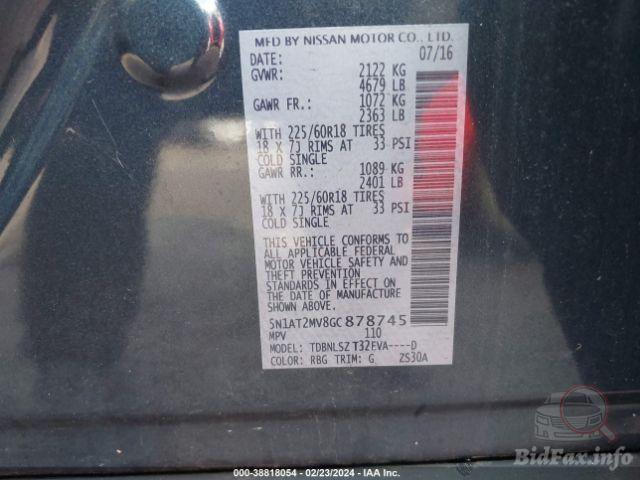 MFD BY NISSAN MOTOR CO., LTD.
DATE: 07/16
GVWR: 2122 KG
4679 LB
GAWR FR.: 1072 KG
2363 LB
WITH 225/60R18 TIRES
18 X 7J RIMS AT 33 PSI
COLD SINGLE
GAWR RR.: 1089 KG
2401 LB
WITH 225/60R18 TIRES
18 X 7J RIMS AT 33 PSI
COLD SINGLE
THIS VEHICLE CONFORMS TO
ALL APPLICABLE FEDERAL
MOTOR VEHICLE SAFETY AND
THEFT PREVENTION
STANDARDS IN EFFECT ON
THE DATE OF MANUFACTURE
SHOWN ABOVE.
5N1AT2MV8GC878745
MPV 110
MODEL: TDBNLSZ T32EVA----D
COLOR: RBG TRIM: G ZS30A
BidFax.info
000-38818054 - 02/23/2024 - IAA Inc.